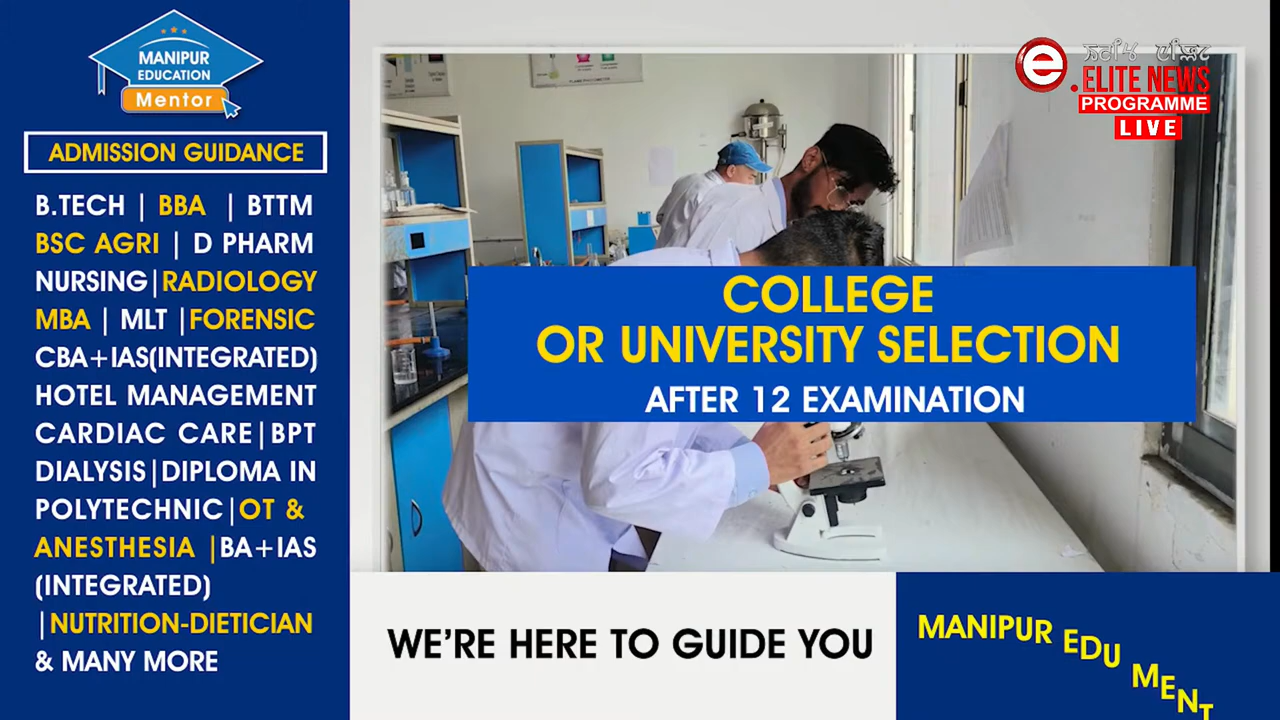 MANIPUR
EDUCATION
Mentor
ADMISSION GUIDANCE
B.TECH | BBA | BTTM
BSC AGRI | D PHARM
NURSING|RADIOLOGY
MBA | MLT |FORENSIC
CBA+IAS(INTEGRATED)
HOTEL MANAGEMENT
CARDIAC CARE|BPT
DIALYSIS|DIPLOMA IN
POLYTECHNIC|OT &
ANESTHESIA |BA+IAS
(INTEGRATED)
|NUTRITION-DIETICIAN
& MANY MORE
e
.ELITE NEWS
PROGRAMME
LIVE
COLLEGE
OR UNIVERSITY SELECTION
AFTER 12 EXAMINATION
WE'RE HERE TO GUIDE YOU
MANIPUR EDU MENT